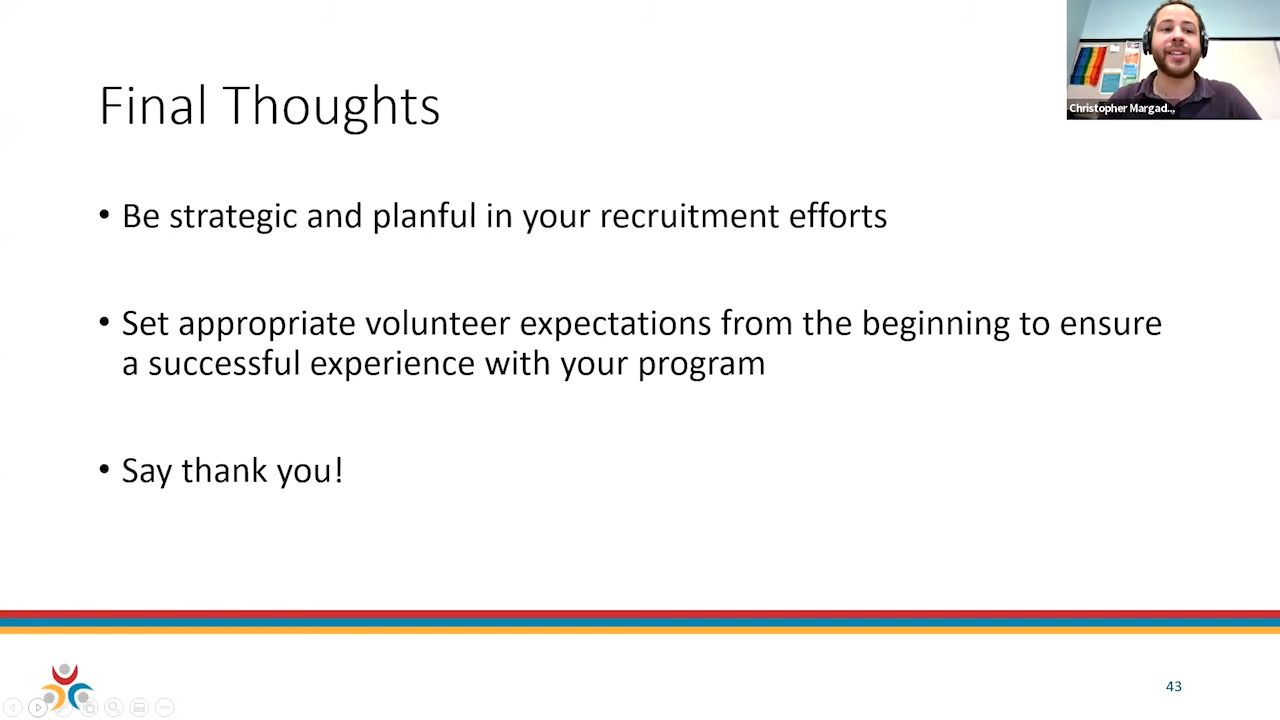 Final Thoughts
Christopher Margad...
• Be strategic and planful in your recruitment efforts
• Set appropriate volunteer expectations from the beginning to ensure
a successful experience with your program
• Say thank you!
43